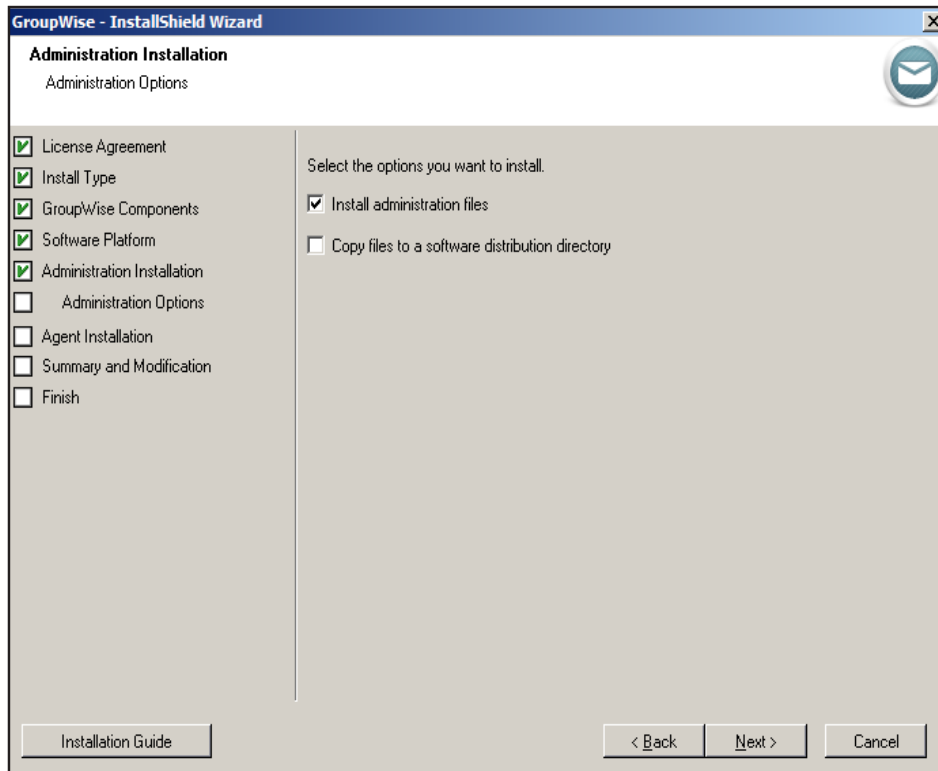 GroupWise - InstallShield Wizard
Administration Installation
Administration Options
License Agreement
Install Type
GroupWise Components
Software Platform
Administration Installation
Administration Options
Agent Installation
Summary and Modification
Finish
Select the options you want to install.
Install administration files
Copy files to a software distribution directory
Installation Guide
< Back
Next >
Cancel